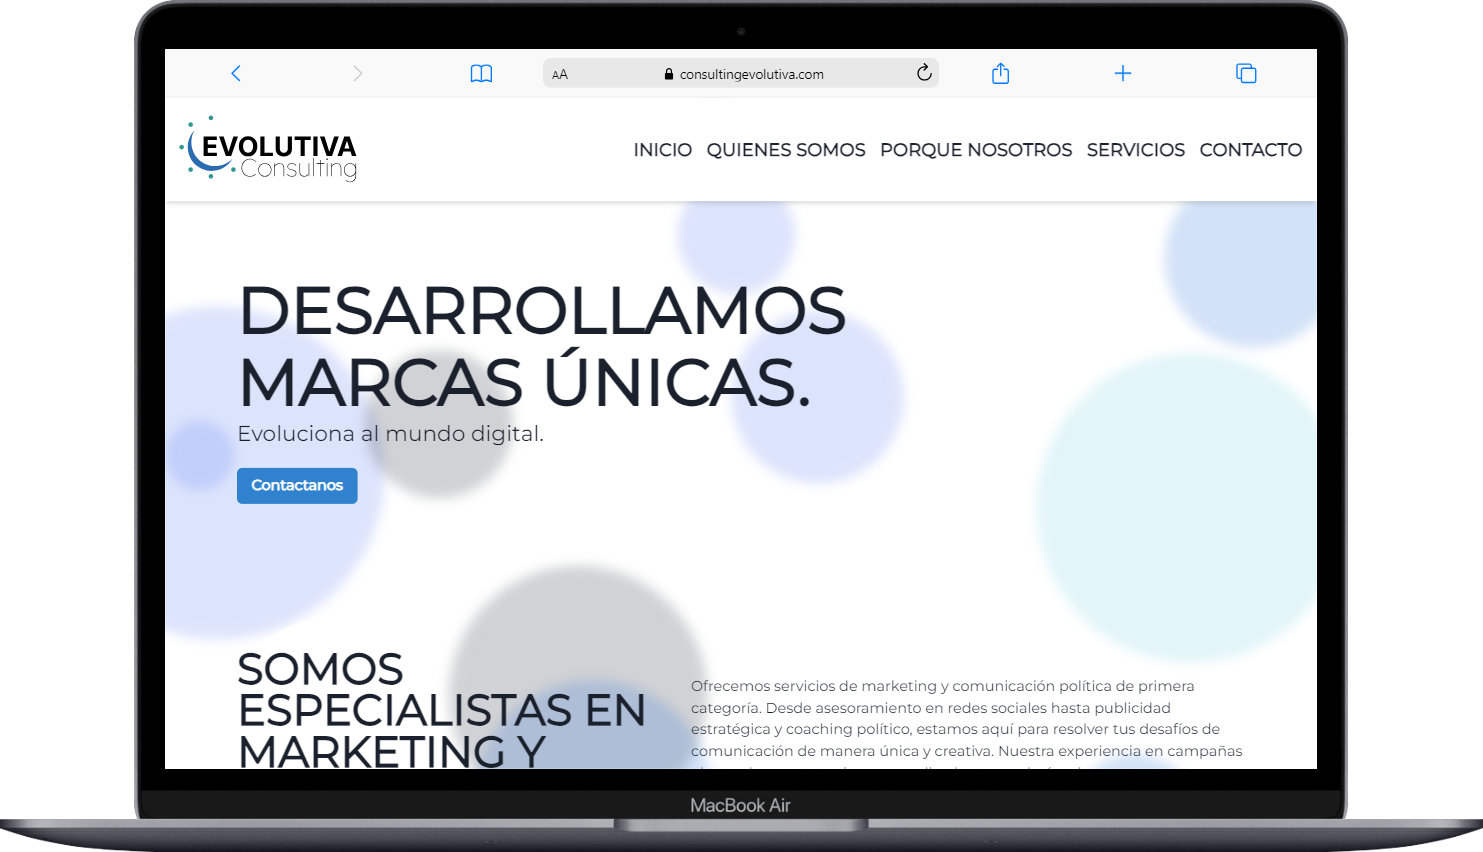 AA
consultingevolutiva.com
EVOLUTIVA
Consulting
INICIO QUIENES SOMOS PORQUE NOSOTROS SERVICIOS CONTACTO
DESARROLLAMOS
MARCAS ÚNICAS.
Evoluciona al mundo digital.
Contactanos
SOMOS
ESPECIALISTAS EN
MARKETING Y
Ofrecemos servicios de marketing y comunicación política de primera
categoría. Desde asesoramiento en redes sociales hasta publicidad
estratégica y coaching político, estamos aquí para resolver tus desafíos de
comunicación de manera única y creativa. Nuestra experiencia en campañas
MacBook Air